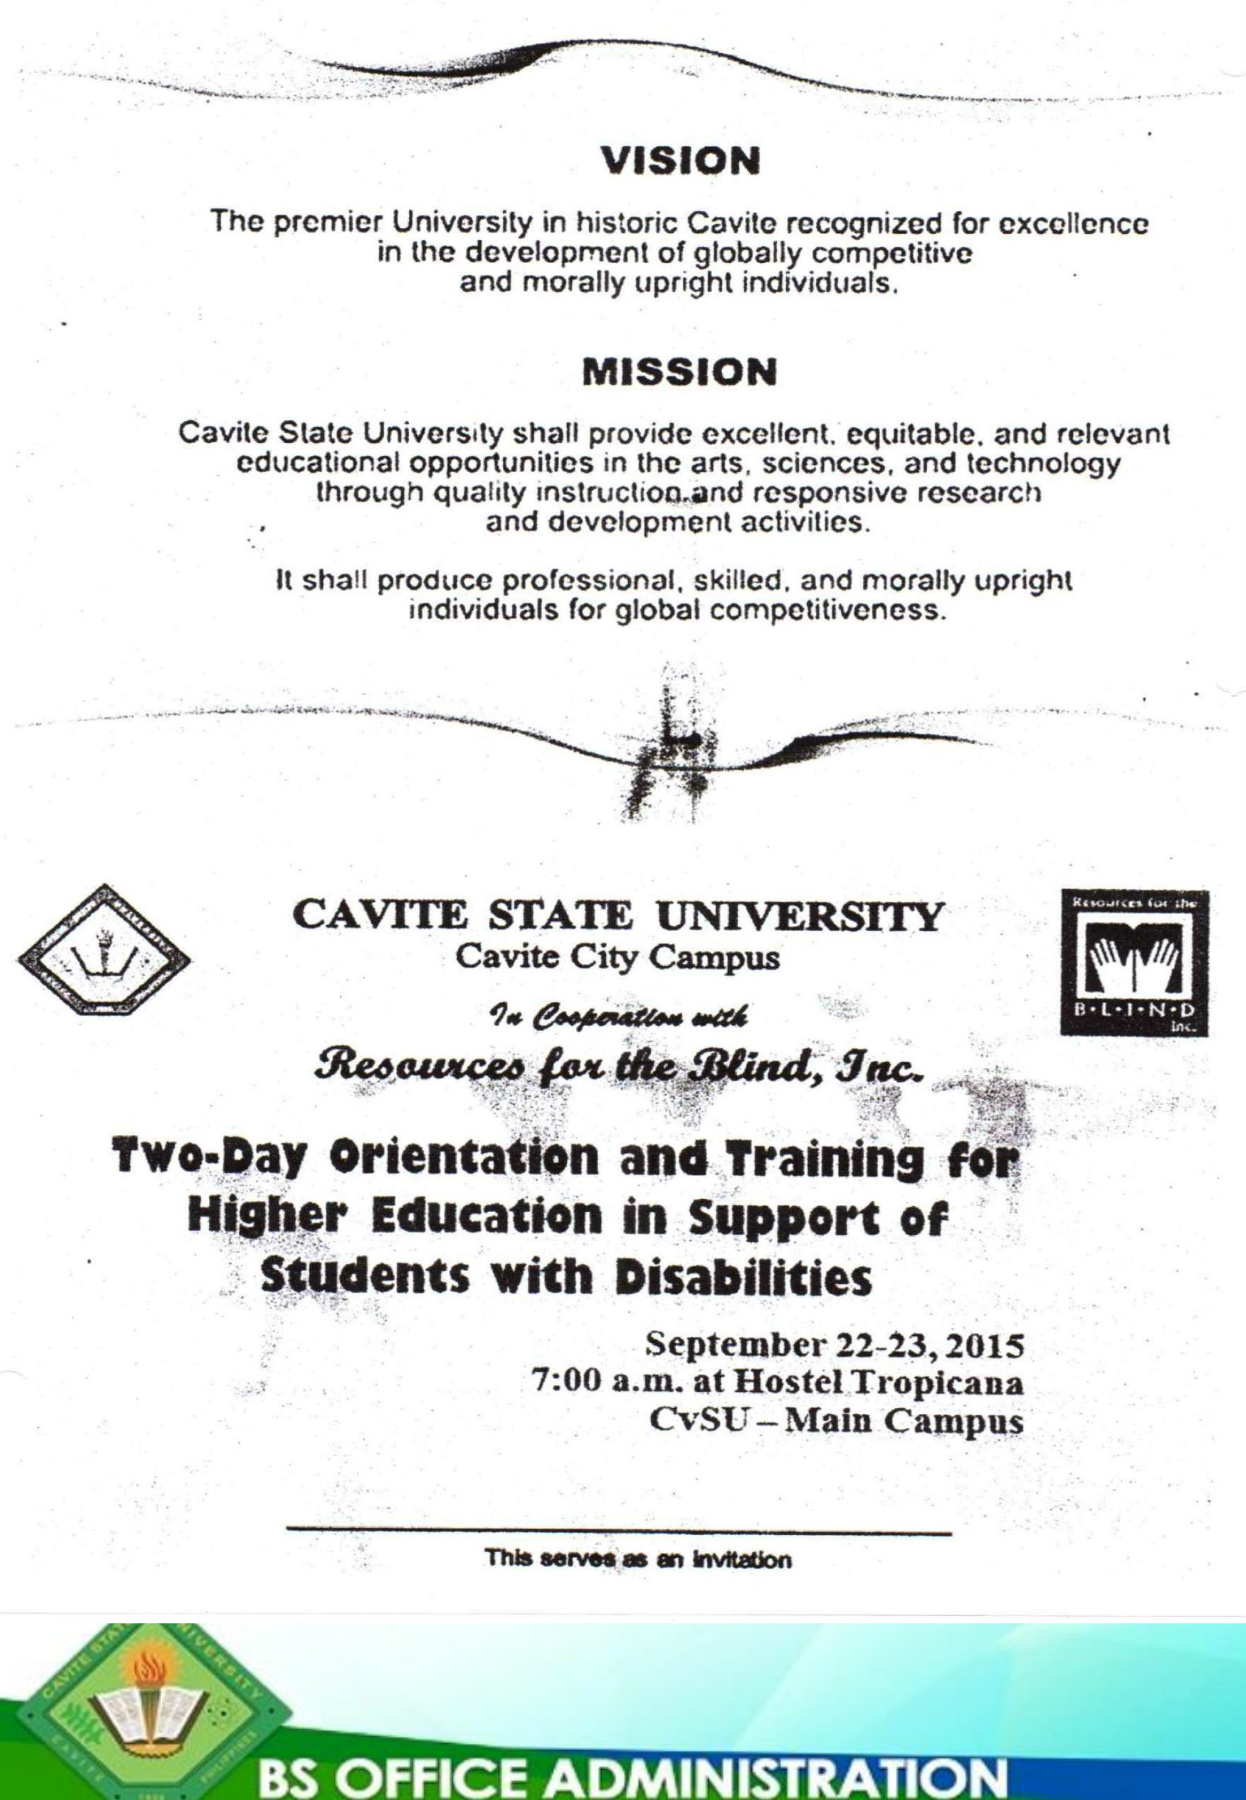 VISION
The premier University in historic Cavite recognized for excellence
in the development of globally competitive
and morally upright individuals.
MISSION
Cavite State University shall provide excellent, equitable, and relevant
educational opportunities in the arts, sciences, and technology
through quality instruction and responsive research
and development activities.
It shall produce professional, skilled, and morally upright
individuals for global competitiveness.
CAVITE STATE UNIVERSITY
Cavite City Campus
In Cooperation with
Resources for the Blind, Inc.
Resources for the
B·L·I·N·D
Inc.
Two-Day Orientation and Training for
Higher Education in Support of
Students with Disabilities
September 22-23, 2015
7:00 a.m. at Hostel Tropicana
CvSU – Main Campus
This serves as an invitation
CAVITE STATE UNIVERSITY
CAVITE
PHILIPPINES
BS OFFICE ADMINISTRATION